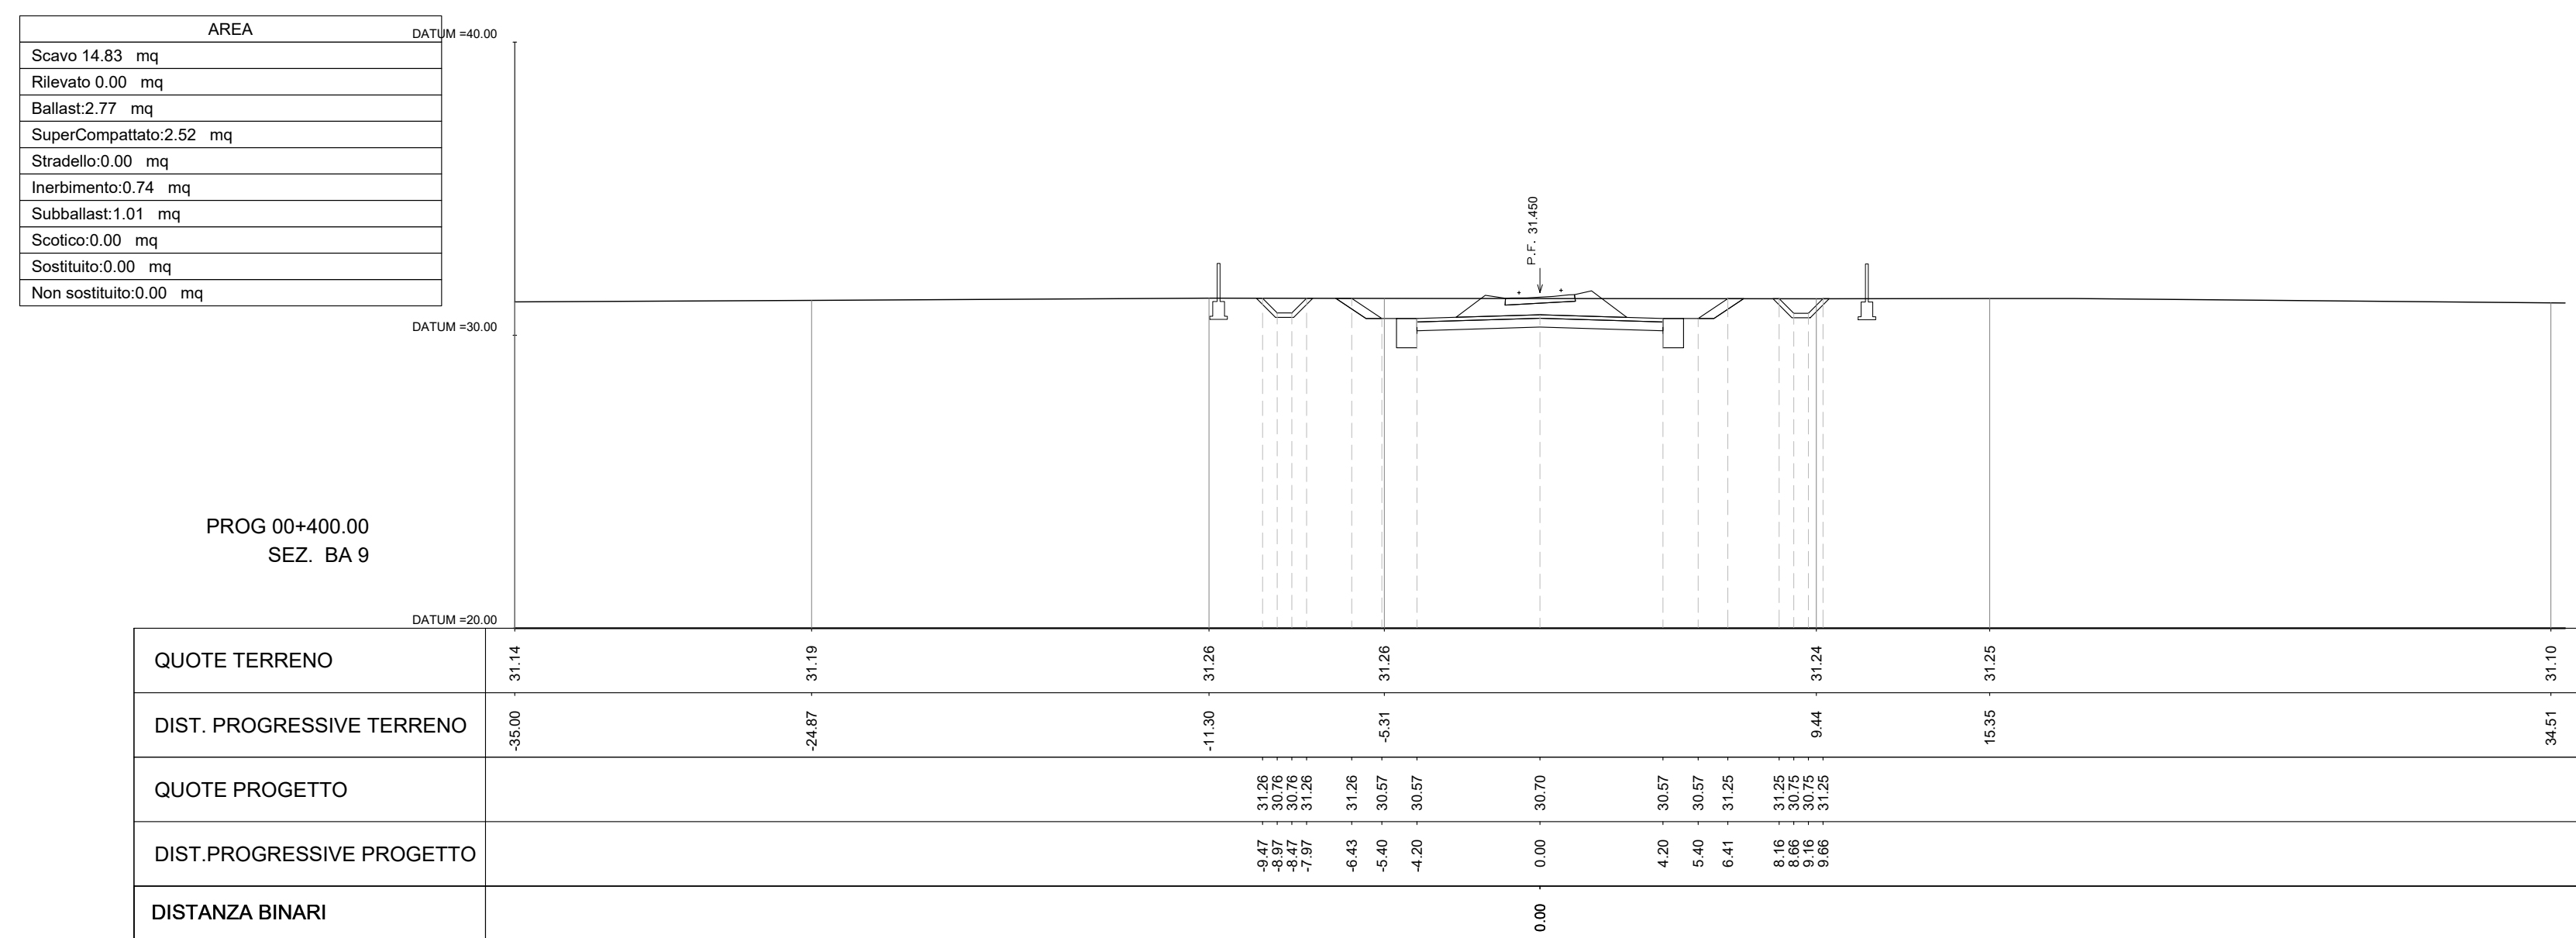 AREA
Scavo 14.83 mq
Rilevato 0.00 mq
Ballast:2.77 mq
SuperCompattato:2.52 mq
Stradello:0.00 mq
Inerbimento:0.74 mq
Subballast:1.01 mq
Scotico:0.00 mq
Sostituito:0.00 mq
Non sostituito:0.00 mq
DATUM =40.00
P.F. 31.450
DATUM =30.00
PROG 00+400.00
SEZ. BA 9
DATUM =20.00
QUOTE TERRENO 31.14 31.19 31.26 31.26 31.24 31.25 31.10
DIST. PROGRESSIVE TERRENO -35.00 -24.87 -11.30 -5.31 9.44 15.35 34.51
QUOTE PROGETTO 31.26 30.76 30.76 31.26 31.26 30.57 30.57 30.70 30.57 30.57 31.25 31.25 30.75 30.75 31.25
DIST.PROGRESSIVE PROGETTO -9.47 -8.97 -8.47 -7.97 -6.43 -5.40 -4.20 0.00 4.20 5.40 6.41 8.16 8.66 9.16 9.66
DISTANZA BINARI 0.00